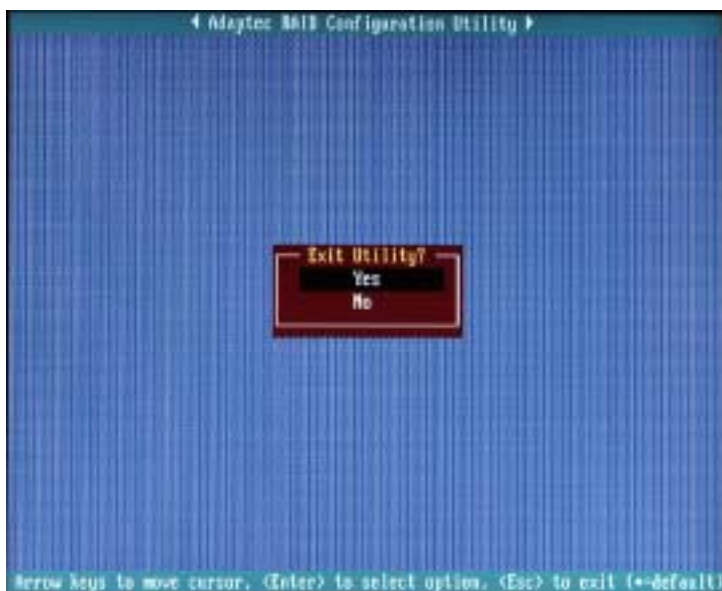 Adaptec RAID Configuration Utility
Exit Utility?
Yes
No
Arrow keys to move cursor, <Enter> to select option, <Esc> to exit (*=default)